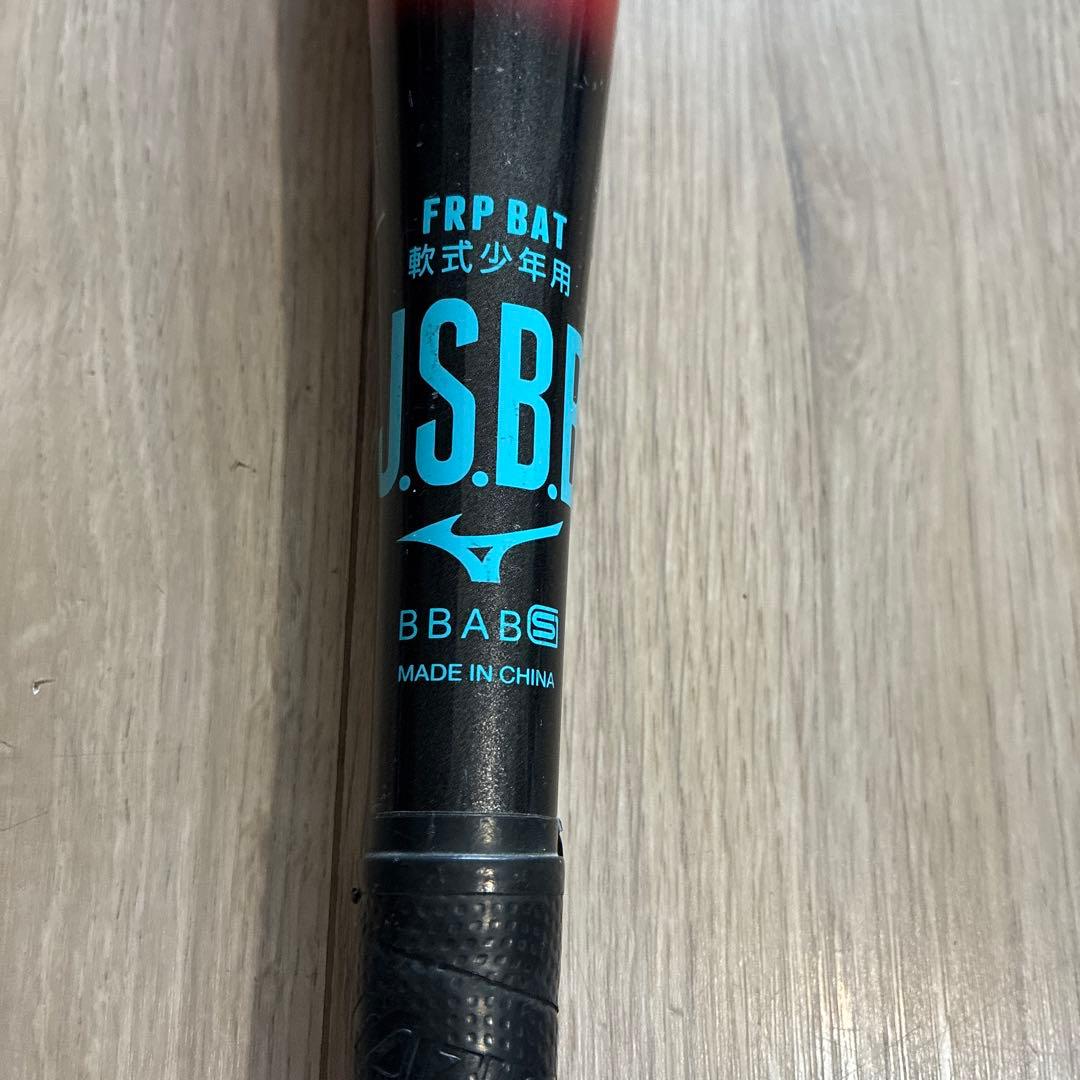 FRP BAT
軟式少年用
J.S.B.B
BBAB S
MADE IN CHINA